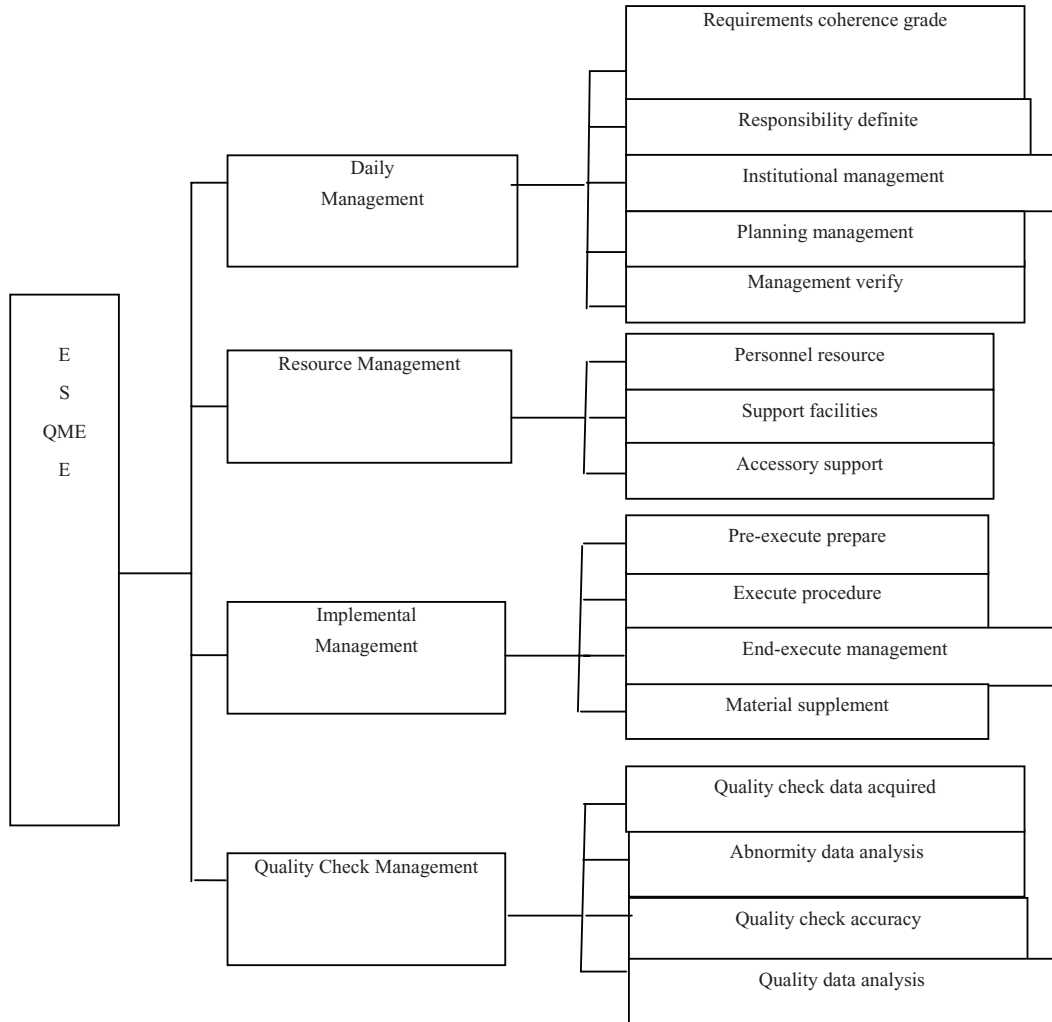 E
S
QME
E
Daily
Management
Requirements coherence grade
Responsibility definite
Institutional management
Planning management
Management verify
Resource Management
Personnel resource
Support facilities
Accessory support
Implemental
Management
Pre-execute prepare
Execute procedure
End-execute management
Material supplement
Quality Check Management
Quality check data acquired
Abnormity data analysis
Quality check accuracy
Quality data analysis